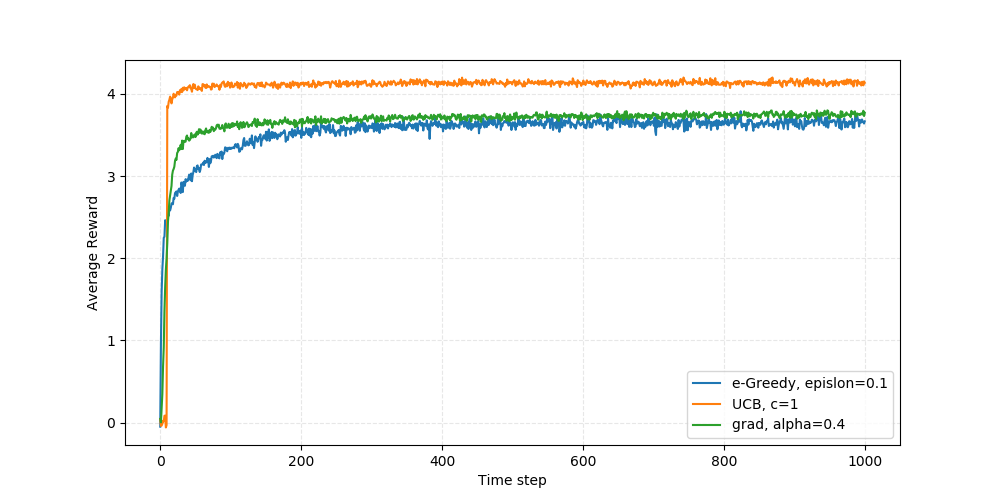 4
3
2
1
0
Average Reward
0
200
400
600
800
1000
Time step
e-Greedy, epislon=0.1
UCB, c=1
grad, alpha=0.4